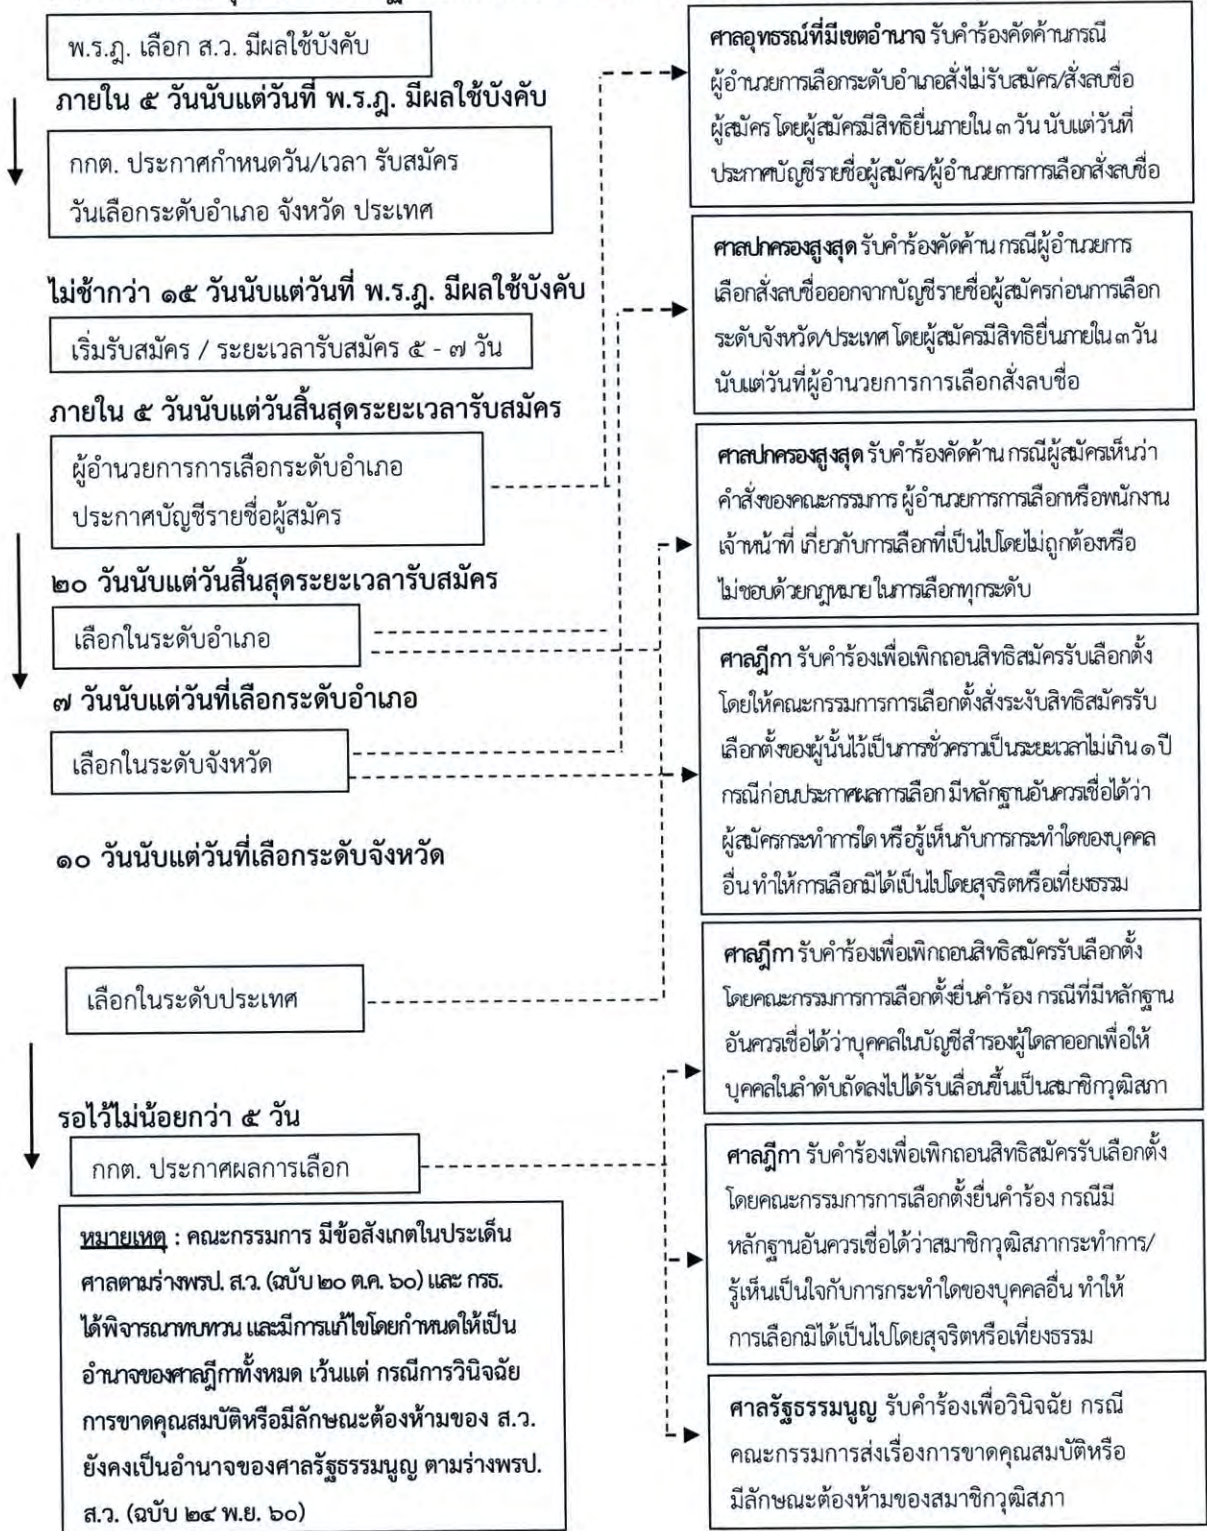 พ.ร.ฎ. เลือก ส.ว. มีผลใช้บังคับ
ภายใน ๕ วันนับแต่วันที่ พ.ร.ฎ. มีผลใช้บังคับ
กกต. ประกาศกำหนดวัน/เวลา รับสมัคร
วันเลือกระดับอำเภอ จังหวัด ประเทศ
ไม่ช้ากว่า ๑๕ วันนับแต่วันที่ พ.ร.ฎ. มีผลใช้บังคับ
เริ่มรับสมัคร / ระยะเวลารับสมัคร ๕ - ๗ วัน
ภายใน ๕ วันนับแต่วันสิ้นสุดระยะเวลารับสมัคร
ผู้อำนวยการการเลือกระดับอำเภอ
ประกาศบัญชีรายชื่อผู้สมัคร
๒๐ วันนับแต่วันสิ้นสุดระยะเวลารับสมัคร
เลือกในระดับอำเภอ
๗ วันนับแต่วันที่เลือกระดับอำเภอ
เลือกในระดับจังหวัด
๑๐ วันนับแต่วันที่เลือกระดับจังหวัด
เลือกในระดับประเทศ
รอไว้ไม่น้อยกว่า ๕ วัน
กกต. ประกาศผลการเลือก
หมายเหตุ : คณะกรรมการ มีข้อสังเกตในประเด็น
ศาลตามร่างพรป. ส.ว. (ฉบับ ๒๐ ต.ค. ๖๐) และ กรธ.
ได้พิจารณาทบทวน และมีการแก้ไขโดยกำหนดให้เป็น
อำนาจของศาลฎีกาทั้งหมด เว้นแต่ กรณีการวินิจฉัย
การขาดคุณสมบัติหรือมีลักษณะต้องห้ามของ ส.ว.
ยังคงเป็นอำนาจของศาลรัฐธรรมนูญ ตามร่างพรป.
ส.ว. (ฉบับ ๒๔ พ.ย. ๖๐)
ศาลอุทธรณ์ที่มีเขตอำนาจ รับคำร้องคัดค้านกรณี
ผู้อำนวยการเลือกระดับอำเภอสั่งไม่รับสมัคร/สั่งลบชื่อ
ผู้สมัคร โดยผู้สมัครมีสิทธิยื่นภายใน ๓ วัน นับแต่วันที่
ประกาศบัญชีรายชื่อผู้สมัคร/ผู้อำนวยการการเลือกสั่งลบชื่อ
ศาลปกครองสูงสุด รับคำร้องคัดค้าน กรณีผู้อำนวยการ
เลือกสั่งลบชื่อออกจากบัญชีรายชื่อผู้สมัครก่อนการเลือก
ระดับจังหวัด/ประเทศ โดยผู้สมัครมีสิทธิยื่นภายใน ๓ วัน
นับแต่วันที่ผู้อำนวยการการเลือกสั่งลบชื่อ
ศาลปกครองสูงสุด รับคำร้องคัดค้าน กรณีผู้สมัครเห็นว่า
คำสั่งของคณะกรรมการ ผู้อำนวยการการเลือกหรือพนักงาน
เจ้าหน้าที่ เกี่ยวกับการเลือกที่เป็นไปโดยไม่ถูกต้องหรือ
ไม่ชอบด้วยกฎหมาย ในการเลือกทุกระดับ
ศาลฎีกา รับคำร้องเพื่อเพิกถอนสิทธิสมัครรับเลือกตั้ง
โดยให้คณะกรรมการการเลือกตั้งสั่งระงับสิทธิสมัครรับ
เลือกตั้งของผู้นั้นไว้เป็นการชั่วคราวเป็นระยะเวลาไม่เกิน ๑ ปี
กรณีก่อนประกาศผลการเลือก มีหลักฐานอันควรเชื่อได้ว่า
ผู้สมัครกระทำการใด หรือรู้เห็นกับการกระทำใดของบุคคล
อื่น ทำให้การเลือกมิได้เป็นไปโดยสุจริตหรือเที่ยงธรรม
ศาลฎีกา รับคำร้องเพื่อเพิกถอนสิทธิสมัครรับเลือกตั้ง
โดยคณะกรรมการการเลือกตั้งยื่นคำร้อง กรณีที่มีหลักฐาน
อันควรเชื่อได้ว่าบุคคลในบัญชีสำรองผู้ใดลาออกเพื่อให้
บุคคลในลำดับถัดลงไปได้รับเลื่อนขึ้นเป็นสมาชิกวุฒิสภา
ศาลฎีกา รับคำร้องเพื่อเพิกถอนสิทธิสมัครรับเลือกตั้ง
โดยคณะกรรมการการเลือกตั้งยื่นคำร้อง กรณีมี
หลักฐานอันควรเชื่อได้ว่าสมาชิกวุฒิสภากระทำการ/
รู้เห็นเป็นใจกับการกระทำใดของบุคคลอื่น ทำให้
การเลือกมิได้เป็นไปโดยสุจริตหรือเที่ยงธรรม
ศาลรัฐธรรมนูญ รับคำร้องเพื่อวินิจฉัย กรณี
คณะกรรมการส่งเรื่องการขาดคุณสมบัติหรือ
มีลักษณะต้องห้ามของสมาชิกวุฒิสภา